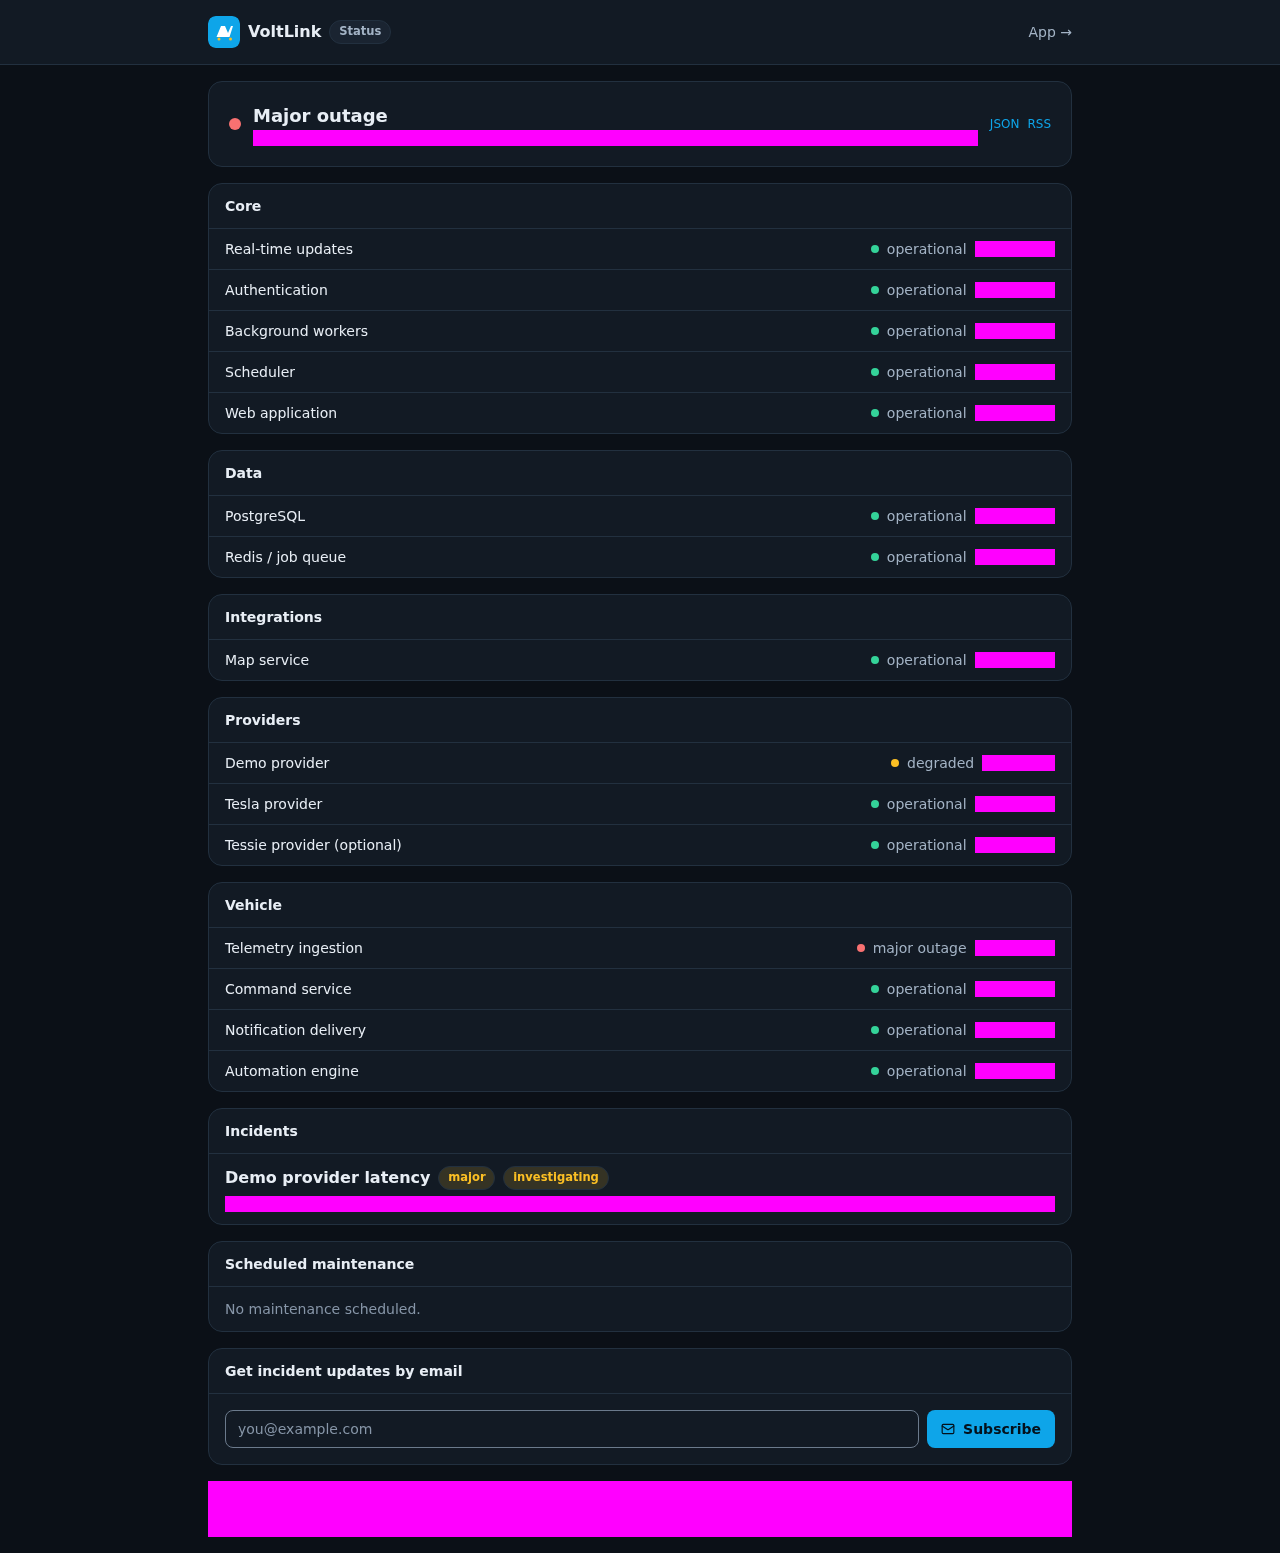 VoltLink Status App →
Major outage
JSON RSS
Core
Real-time updates operational
Authentication operational
Background workers operational
Scheduler operational
Web application operational
Data
PostgreSQL operational
Redis / job queue operational
Integrations
Map service operational
Providers
Demo provider degraded
Tesla provider operational
Tessie provider (optional) operational
Vehicle
Telemetry ingestion major outage
Command service operational
Notification delivery operational
Automation engine operational
Incidents
Demo provider latency major investigating
Scheduled maintenance
No maintenance scheduled.
Get incident updates by email
you@example.com Subscribe